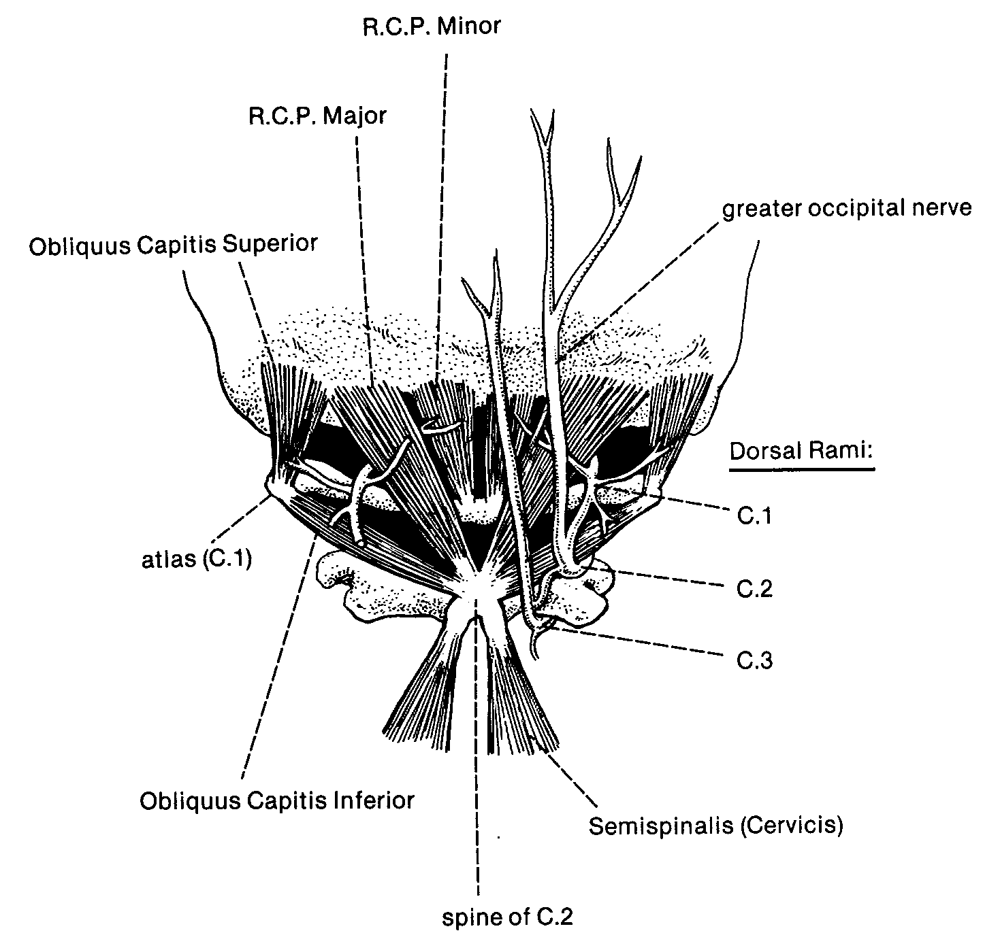 R.C.P. Minor
R.C.P. Major
greater occipital nerve
Obliquus Capitis Superior
Dorsal Rami:
C.1
atlas (C.1)
C.2
C.3
Obliquus Capitis Inferior
Semispinalis (Cervicis)
spine of C.2